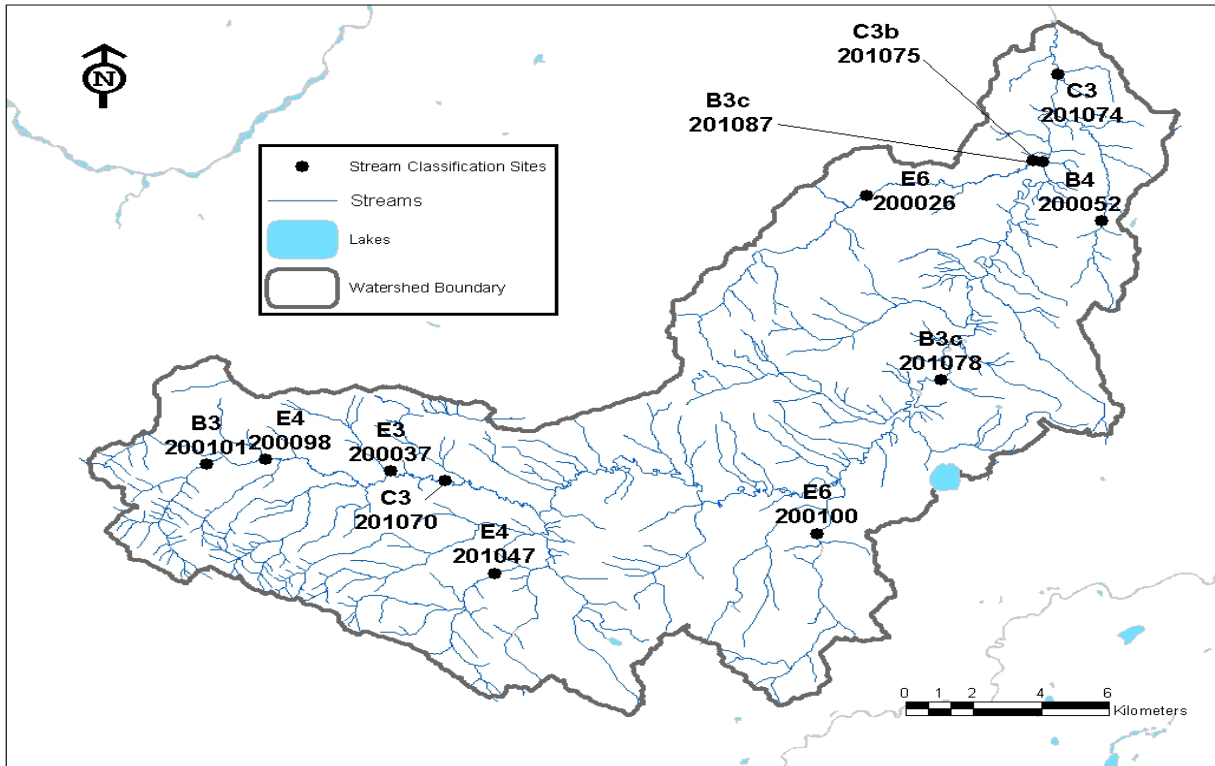 N
C3b
201075
C3
201074
B3c
201087
E6
200026
B4
200052
Stream Classification Sites
Streams
Lakes
Watershed Boundary
B3c
201078
B3
200101
E4
200098
E3
200037
C3
201070
E4
201047
E6
200100
0 1 2 4 6
Kilometers